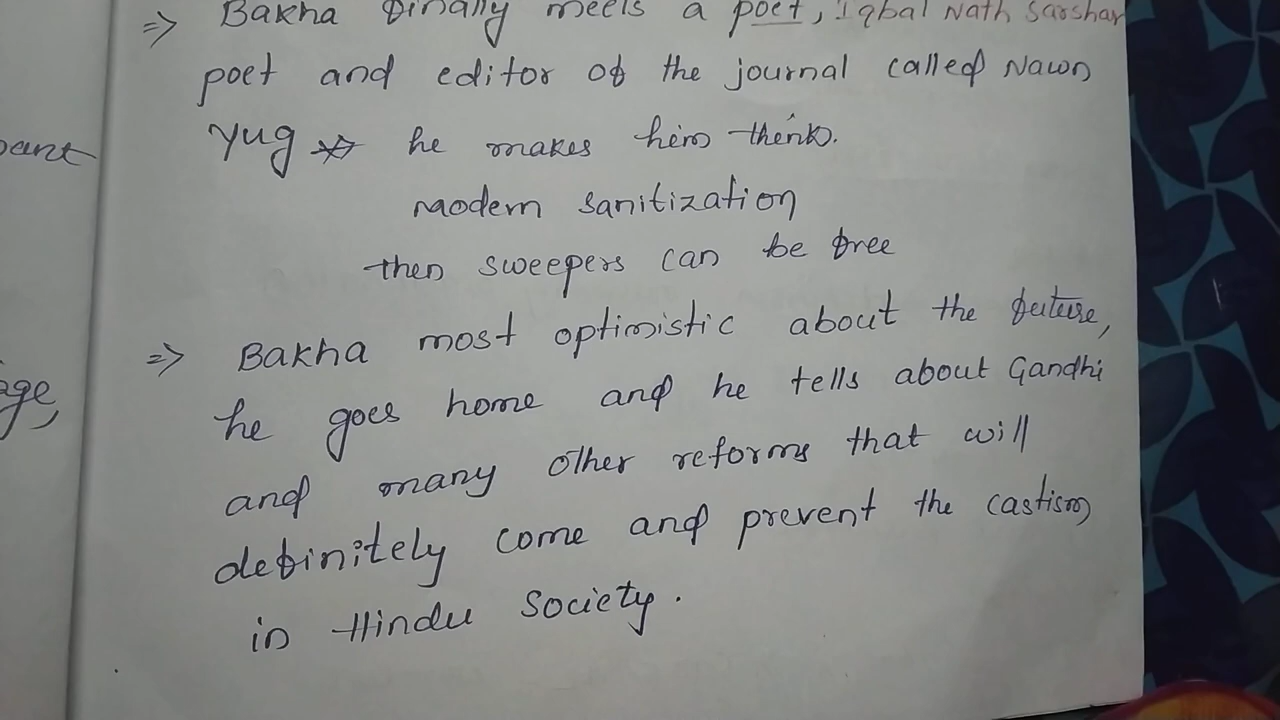 => Bakha finally meets a poet, Iqbal Nath Sarshar
poet and editor of the journal called Nawn
Yug he makes him think.
Modern sanitization
then sweepers can be free
=> Bakha most optimistic about the future,
he goes home and he tells about Gandhi
and many other reforms that will
definitely come and prevent the castism
in Hindu Society.